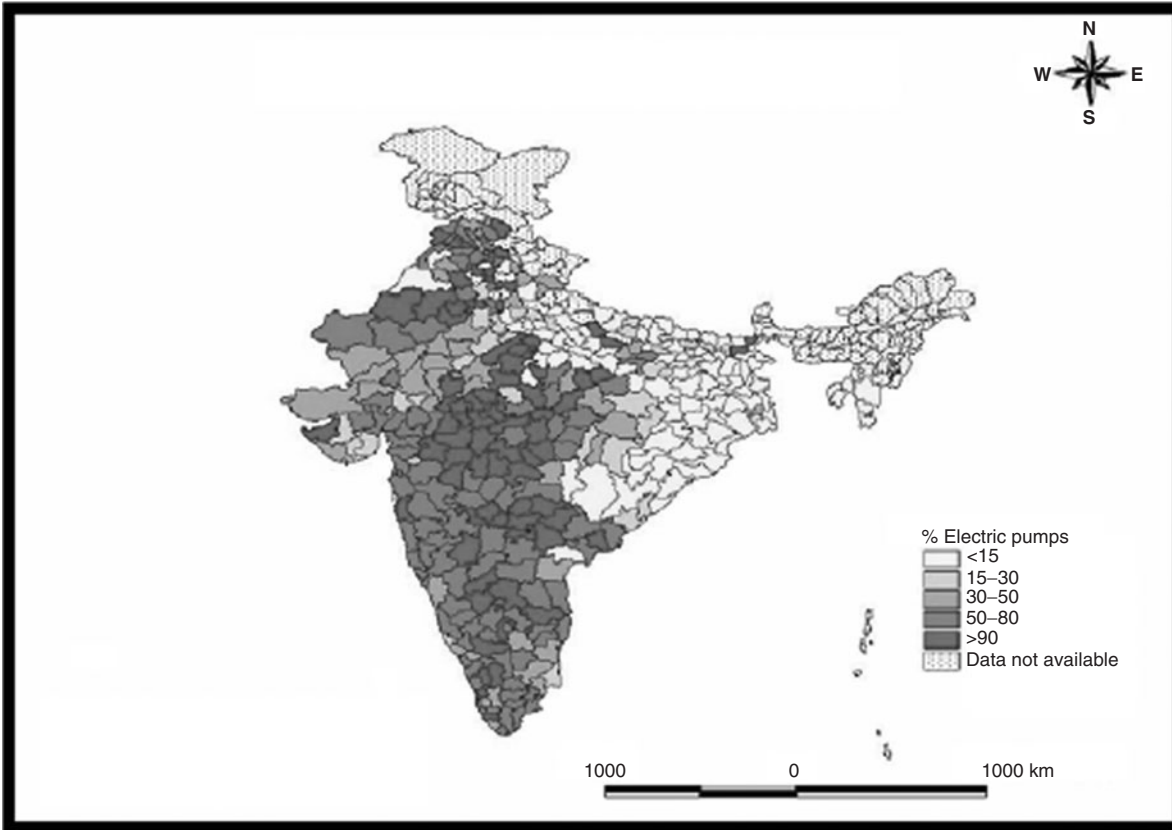 N
W E
S
% Electric pumps
<15
15–30
30–50
50–80
>90
Data not available
1000 0 1000 km